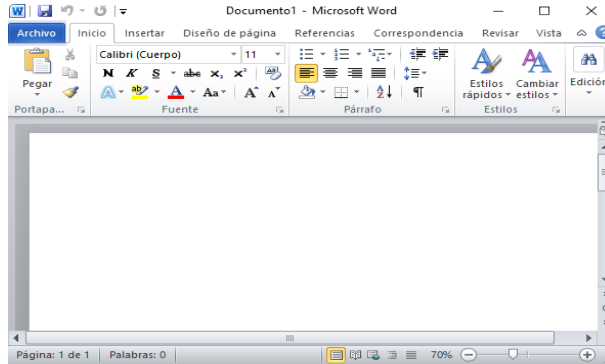 Documento1 - Microsoft Word
Archivo Inicio Insertar Diseño de página Referencias Correspondencia Revisar Vista
Calibri (Cuerpo) 11
N K S abc x₂ x²
Aa A A
Pegar
Estilos rápidos
Cambiar estilos
Edición
Portapa... Fuente Párrafo Estilos
Página: 1 de 1 Palabras: 0 70%